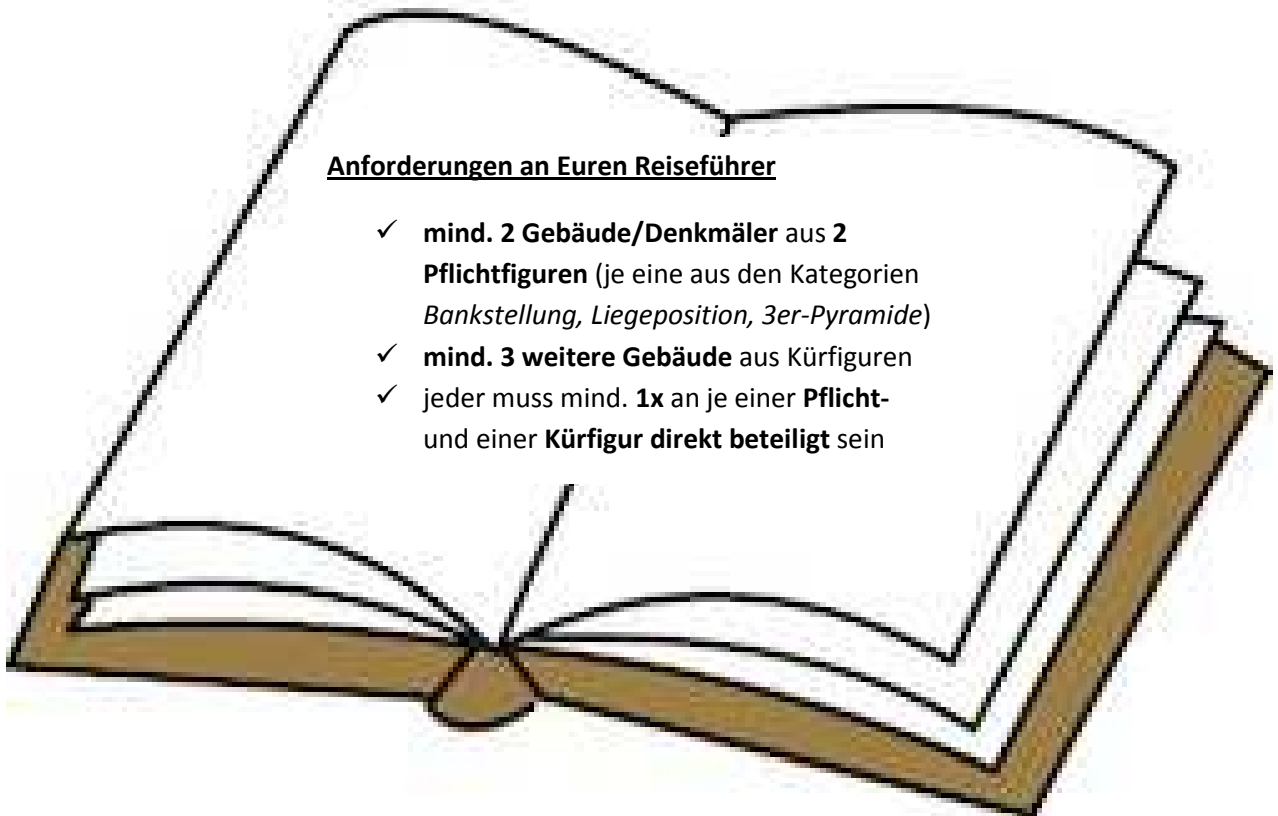 Anforderungen an Euren Reiseführer
✓ mind. 2 Gebäude/Denkmäler aus 2
Pflichtfiguren (je eine aus den Kategorien
Bankstellung, Liegeposition, 3er-Pyramide)
✓ mind. 3 weitere Gebäude aus Kürfiguren
✓ jeder muss mind. 1x an je einer Pflicht-
und einer Kürfigur direkt beteiligt sein